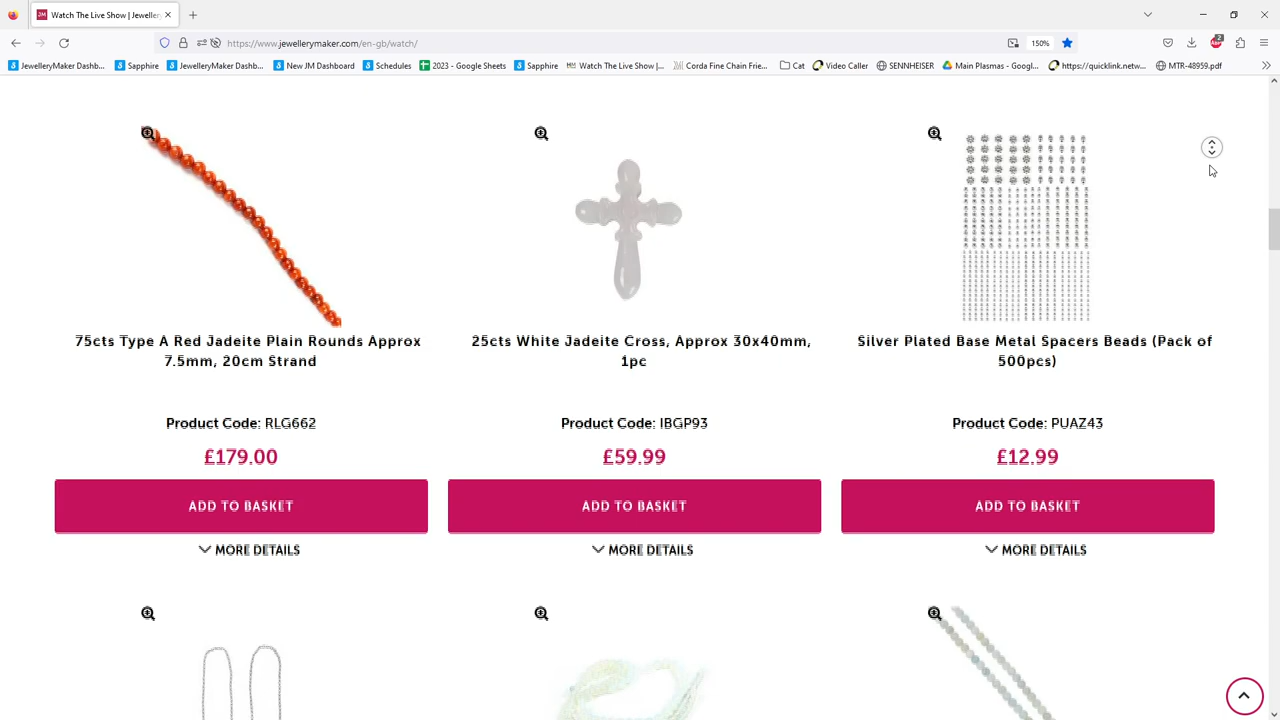 Watch The Live Show | Jeweller
https://www.jewellerymaker.com/en-gb/watch/
150%
2
JewelleryMaker Dashb...
Sapphire
JewelleryMaker Dashb...
New JM Dashboard
Schedules
2023 - Google Sheets
Sapphire
Watch The Live Show |...
Corda Fine Chain Frie...
Cat
Video Caller
SENNHEISER
Main Plasmas - Googl...
https://quicklink.netw...
MTR-48959.pdf
75cts Type A Red Jadeite Plain Rounds Approx
7.5mm, 20cm Strand
Product Code: RLG662
£179.00
ADD TO BASKET
MORE DETAILS
25cts White Jadeite Cross, Approx 30x40mm,
1pc
Product Code: IBGP93
£59.99
ADD TO BASKET
MORE DETAILS
Silver Plated Base Metal Spacers Beads (Pack of
500pcs)
Product Code: PUAZ43
£12.99
ADD TO BASKET
MORE DETAILS